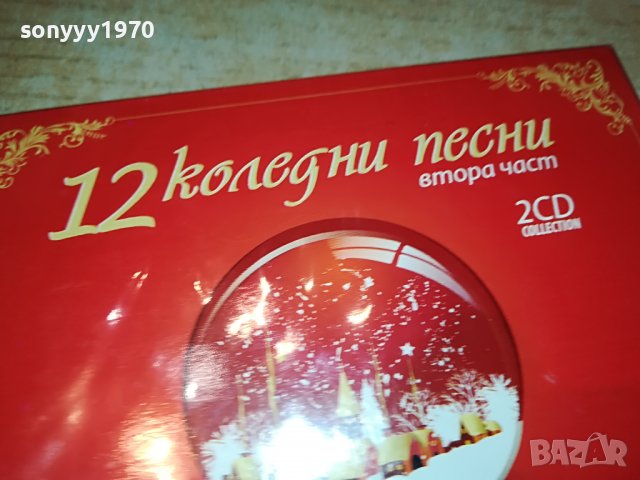 sonyyy1970
12 коледни песни
втора част
2CD
COLLECTION
BAZAR